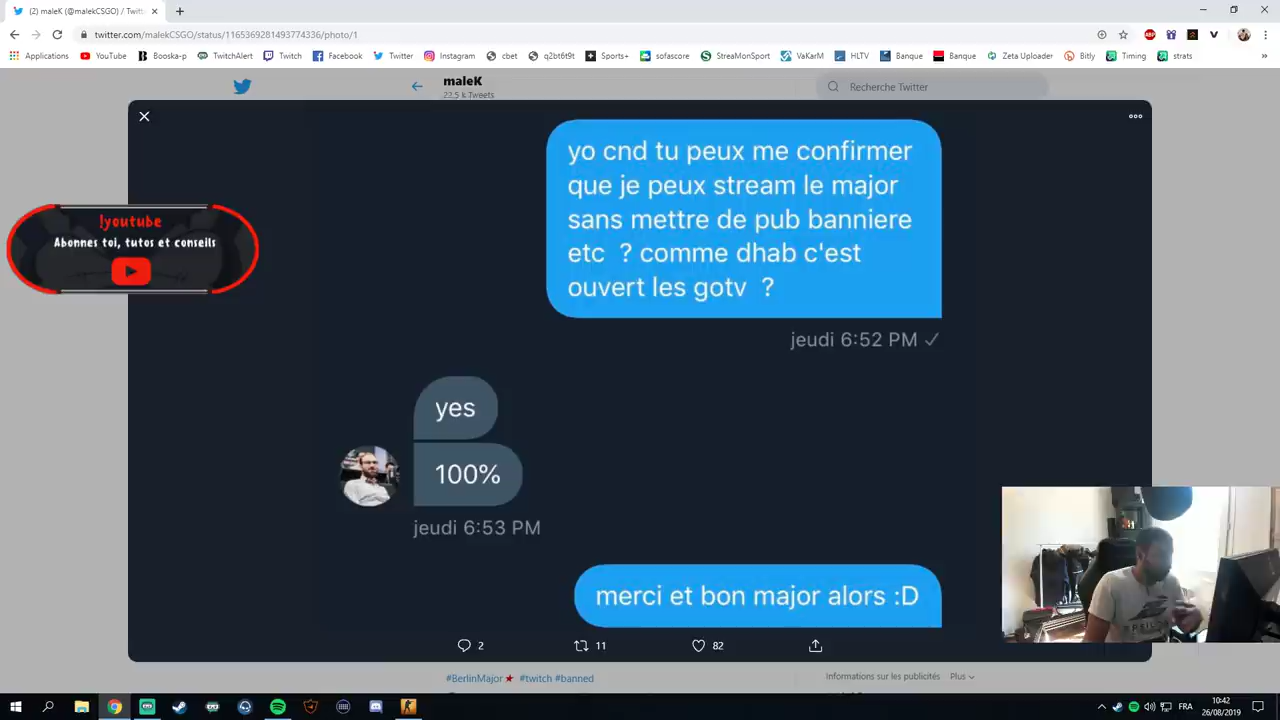 (2) maleK (@malekCSGO) / Twitt
twitter.com/malekCSGO/status/1165369281493774336/photo/1
Applications YouTube Booska-p TwitchAlert Twitch Facebook Twitter Instagram cbet q2bt6t9t Sports+ sofascore StreaMonSport VaKarM HLTV Banque Banque Zeta Uploader Bitly Timing strats
maleK
22,5 k Tweets
Recherche Twitter
yo cnd tu peux me confirmer
que je peux stream le major
sans mettre de pub banniere
etc ? comme dhab c'est
ouvert les gotv ?
jeudi 6:52 PM ✓
!youtube
Abonnes toi, tutos et conseils
yes
100%
jeudi 6:53 PM
merci et bon major alors :D
2 11 82
#BerlinMajor #twitch #banned
Informations sur les publicités Plus
FRA
10:42
26/08/2019